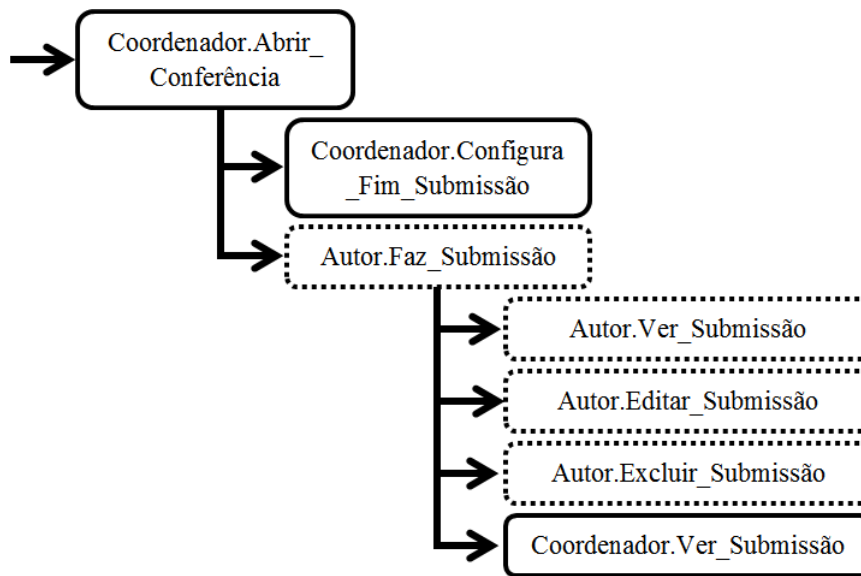 Coordenador.Abrir_
Conferência
Coordenador.Configura
_Fim_Submissão
Autor.Faz_Submissão
Autor.Ver_Submissão
Autor.Editar_Submissão
Autor.Excluir_Submissão
Coordenador.Ver_Submissão